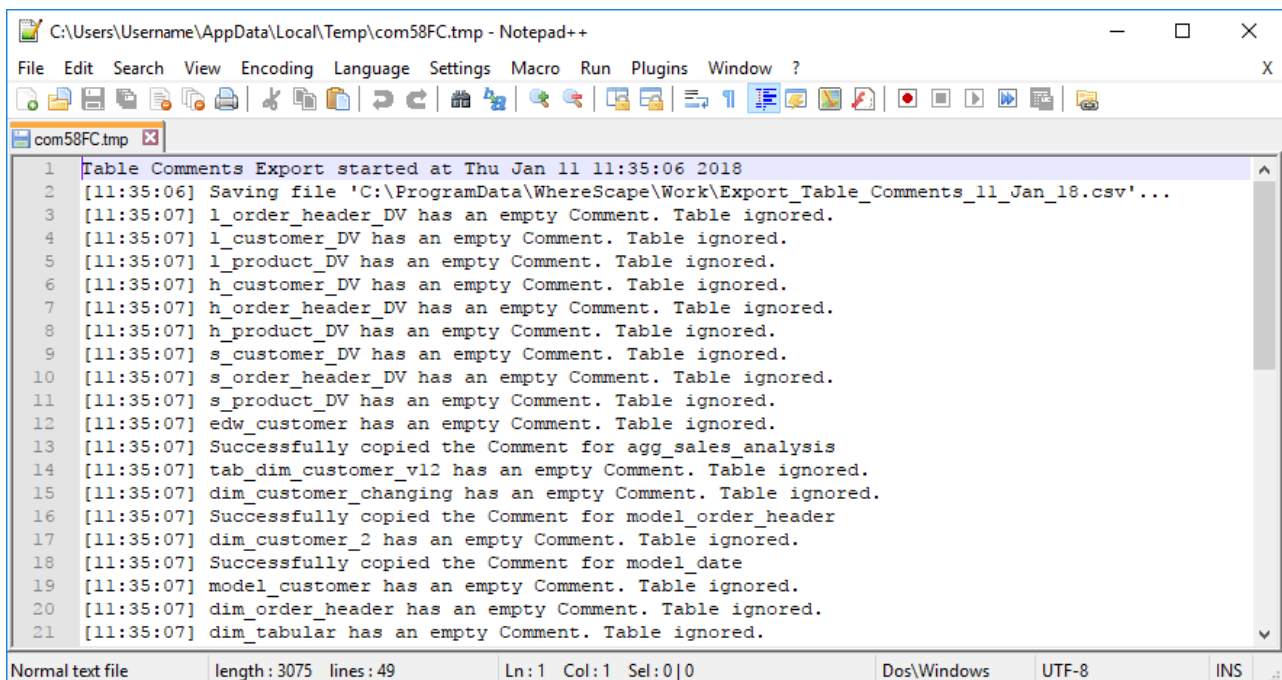 C:\Users\Username\AppData\Local\Temp\com58FC.tmp - Notepad++
File Edit Search View Encoding Language Settings Macro Run Plugins Window ? X
com58FC.tmp
1 Table Comments Export started at Thu Jan 11 11:35:06 2018
2 [11:35:06] Saving file 'C:\ProgramData\WhereScape\Work\Export_Table_Comments_11_Jan_18.csv'...
3 [11:35:07] l_order_header_DV has an empty Comment. Table ignored.
4 [11:35:07] l_customer_DV has an empty Comment. Table ignored.
5 [11:35:07] l_product_DV has an empty Comment. Table ignored.
6 [11:35:07] h_customer_DV has an empty Comment. Table ignored.
7 [11:35:07] h_order_header_DV has an empty Comment. Table ignored.
8 [11:35:07] h_product_DV has an empty Comment. Table ignored.
9 [11:35:07] s_customer_DV has an empty Comment. Table ignored.
10 [11:35:07] s_order_header_DV has an empty Comment. Table ignored.
11 [11:35:07] s_product_DV has an empty Comment. Table ignored.
12 [11:35:07] edw_customer has an empty Comment. Table ignored.
13 [11:35:07] Successfully copied the Comment for agg_sales_analysis
14 [11:35:07] tab_dim_customer_v12 has an empty Comment. Table ignored.
15 [11:35:07] dim_customer_changing has an empty Comment. Table ignored.
16 [11:35:07] Successfully copied the Comment for model_order_header
17 [11:35:07] dim_customer_2 has an empty Comment. Table ignored.
18 [11:35:07] Successfully copied the Comment for model_date
19 [11:35:07] model_customer has an empty Comment. Table ignored.
20 [11:35:07] dim_order_header has an empty Comment. Table ignored.
21 [11:35:07] dim_tabular has an empty Comment. Table ignored.
Normal text file length : 3075 lines : 49 Ln : 1 Col : 1 Sel : 0 | 0 Dos\Windows UTF-8 INS